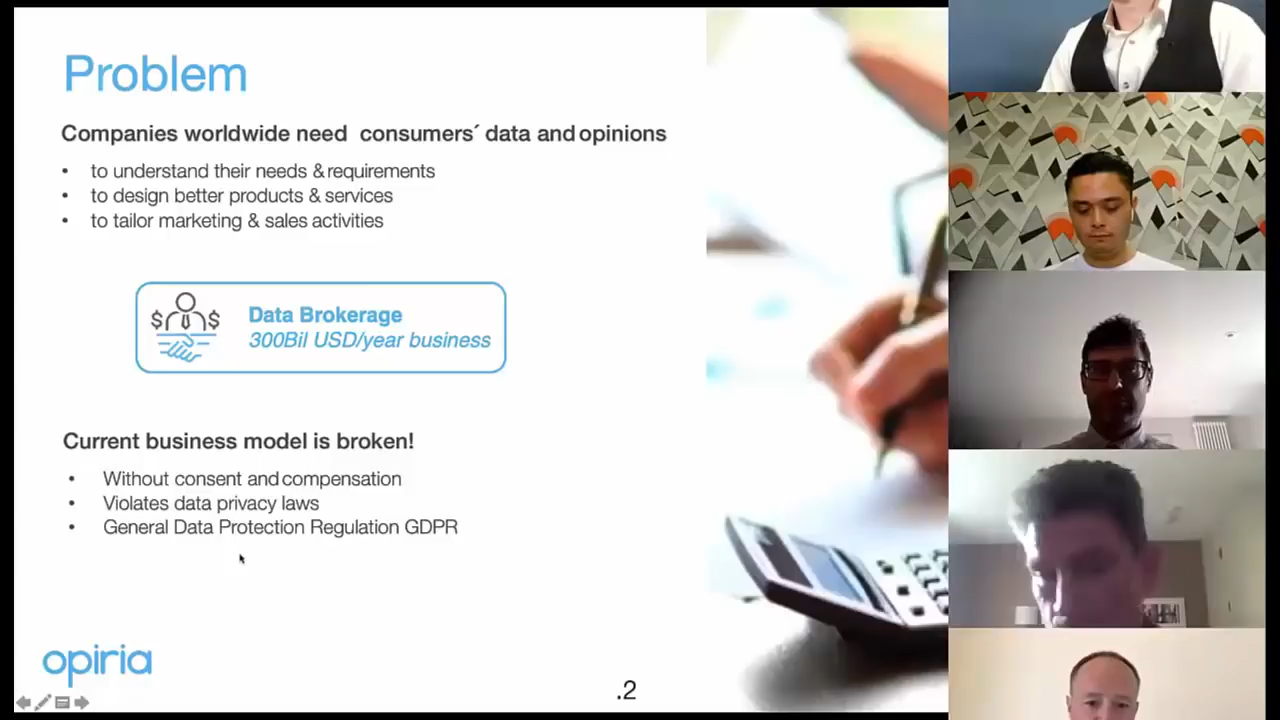 Problem
Companies worldwide need consumers´ data and opinions
• to understand their needs & requirements
• to design better products & services
• to tailor marketing & sales activities
$ $
Data Brokerage
300Bil USD/year business
Current business model is broken!
• Without consent and compensation
• Violates data privacy laws
• General Data Protection Regulation GDPR
opiria
.2